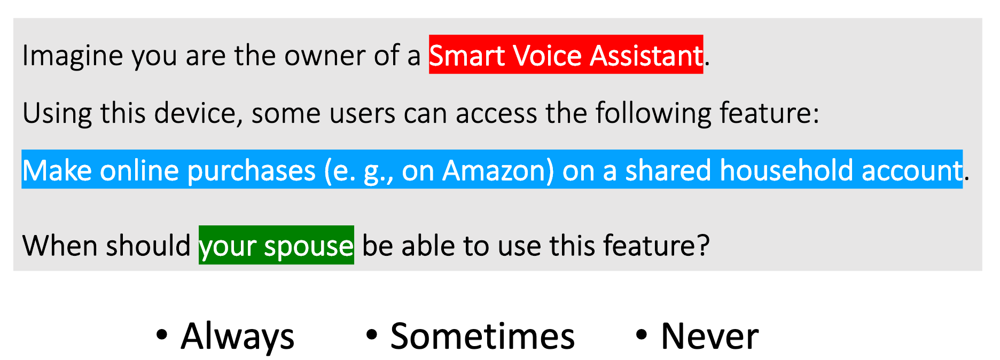 Imagine you are the owner of a Smart Voice Assistant.
Using this device, some users can access the following feature:
Make online purchases (e. g., on Amazon) on a shared household account.
When should your spouse be able to use this feature?
• Always • Sometimes • Never